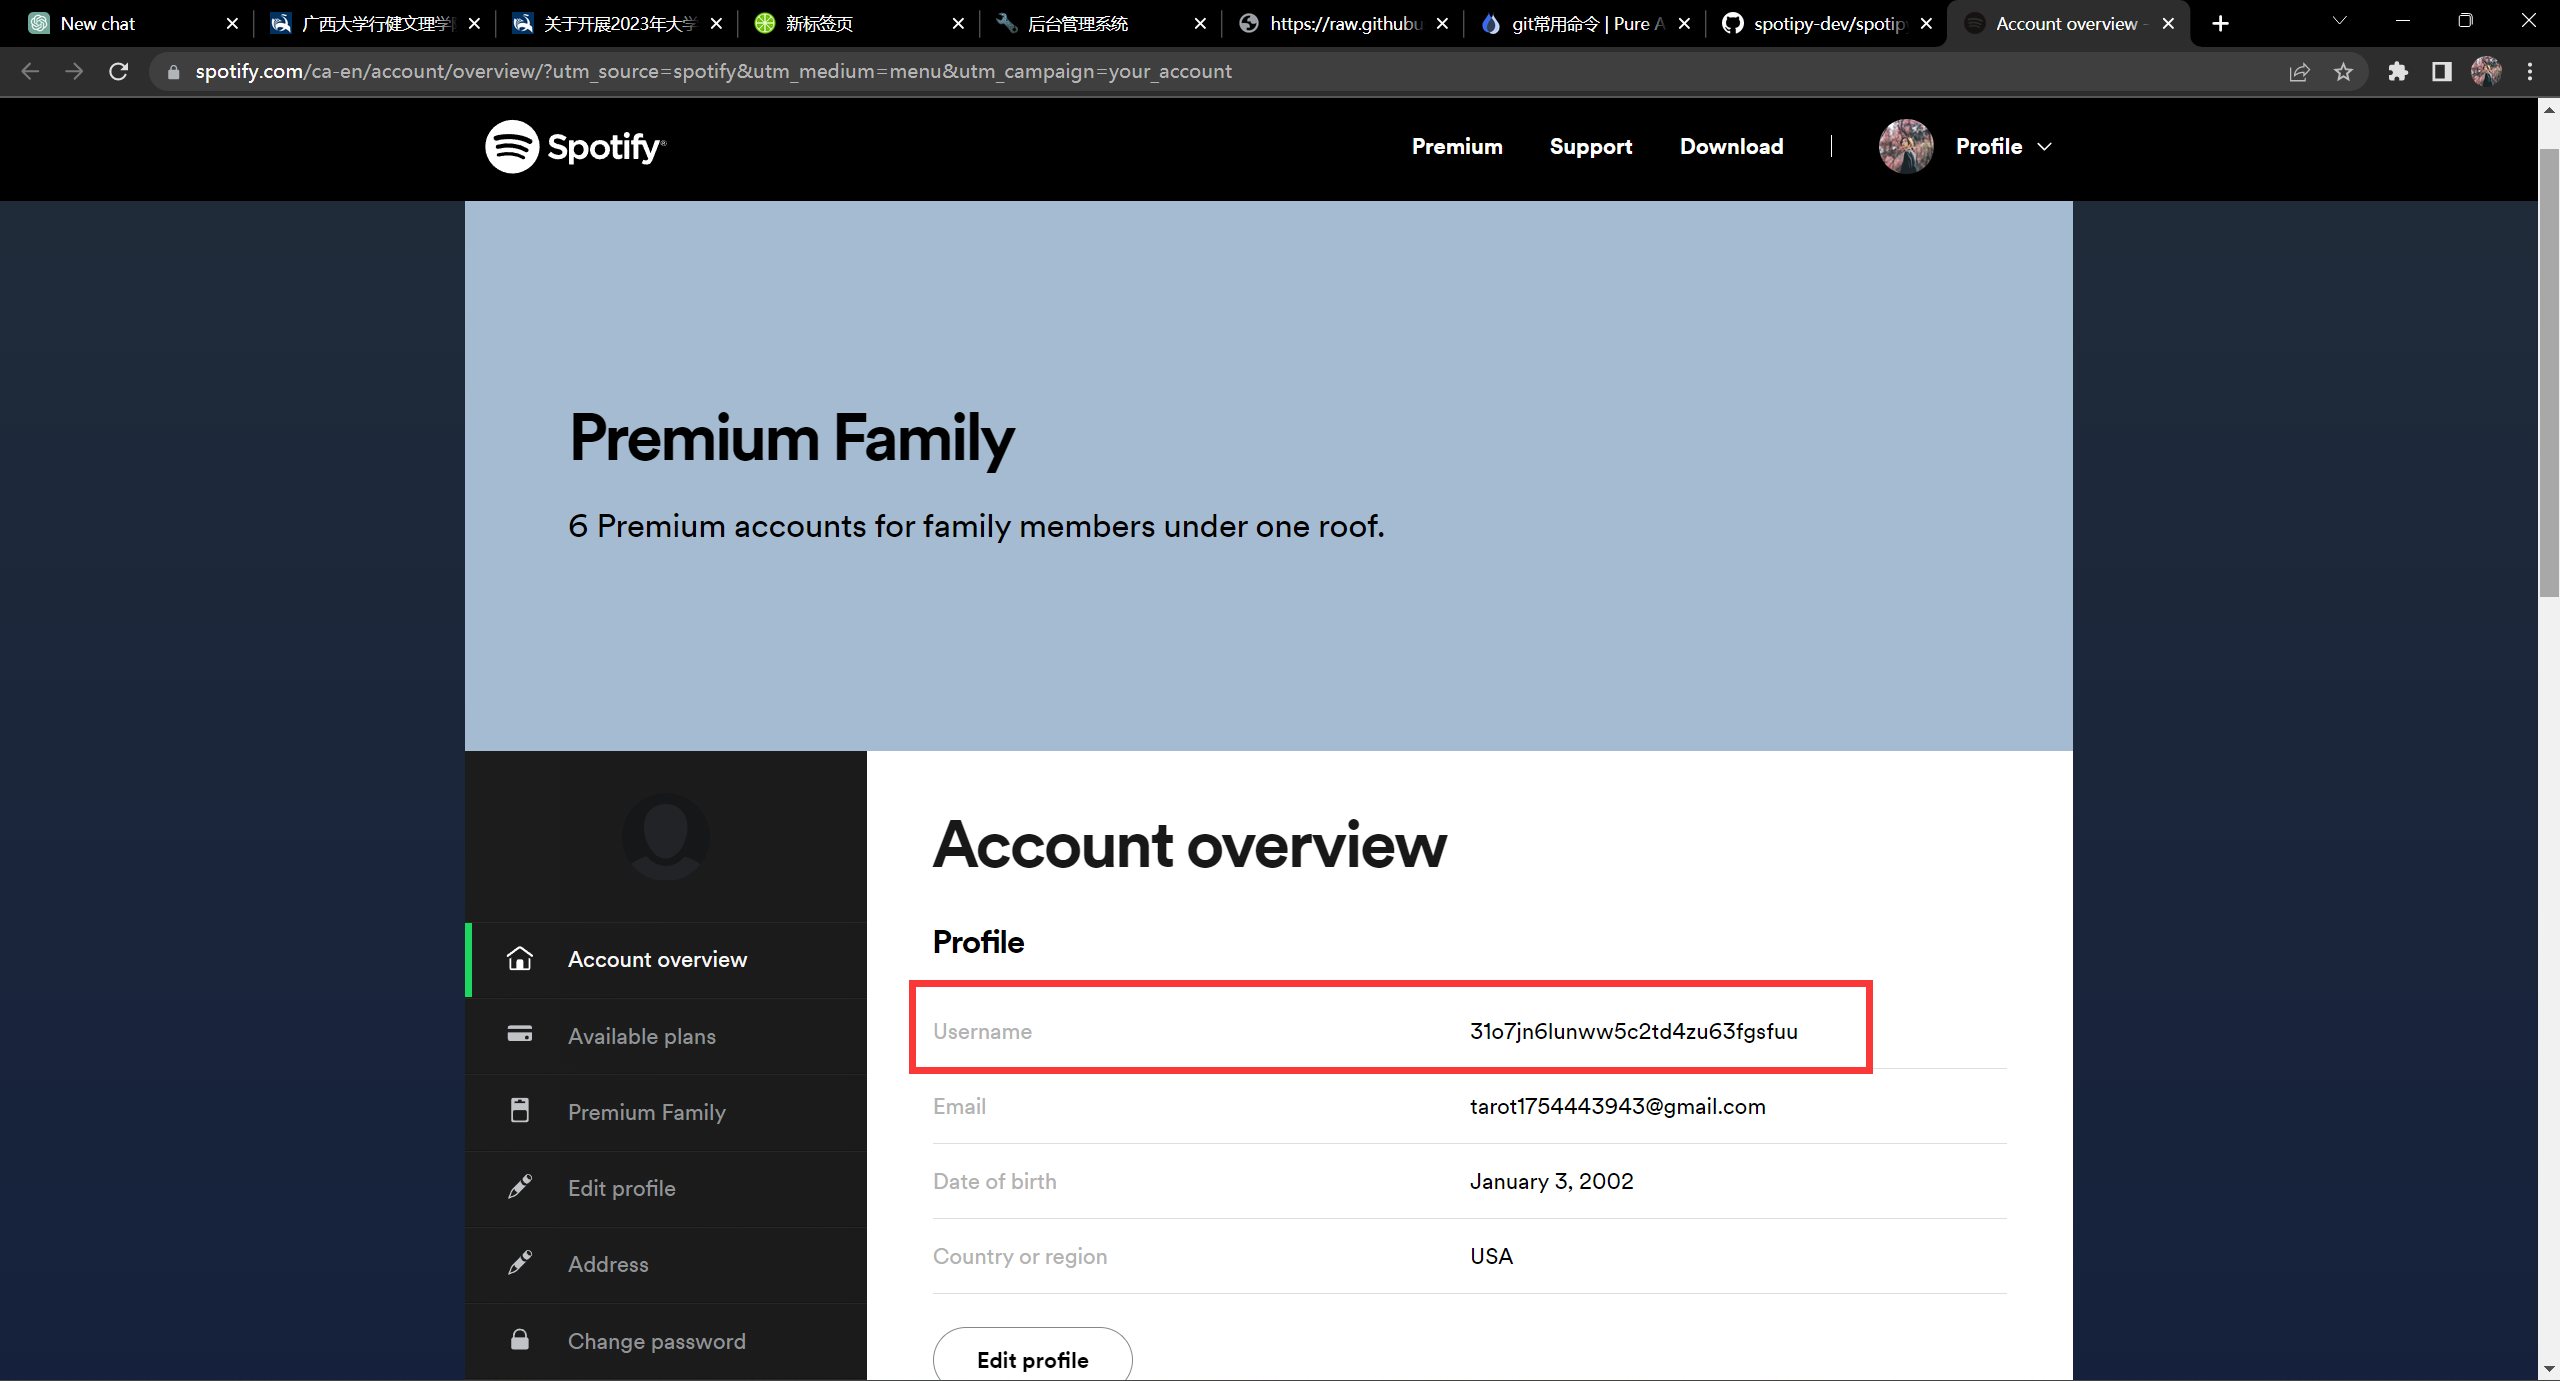 New chat
广西大学行健文理学
关于开展2023年大学
新标签页
后台管理系统
https://raw.githubu
git常用命令 | Pure A
spotipy-dev/spotip
Account overview -
spotify.com/ca-en/account/overview/?utm_source=spotify&utm_medium=menu&utm_campaign=your_account
Spotify®
Premium
Support
Download
Profile
Premium Family
6 Premium accounts for family members under one roof.
Account overview
Available plans
Premium Family
Edit profile
Address
Change password
Account overview
Profile
Username 31o7jn6lunww5c2td4zu63fgsfuu
Email tarot1754443943@gmail.com
Date of birth January 3, 2002
Country or region USA
Edit profile